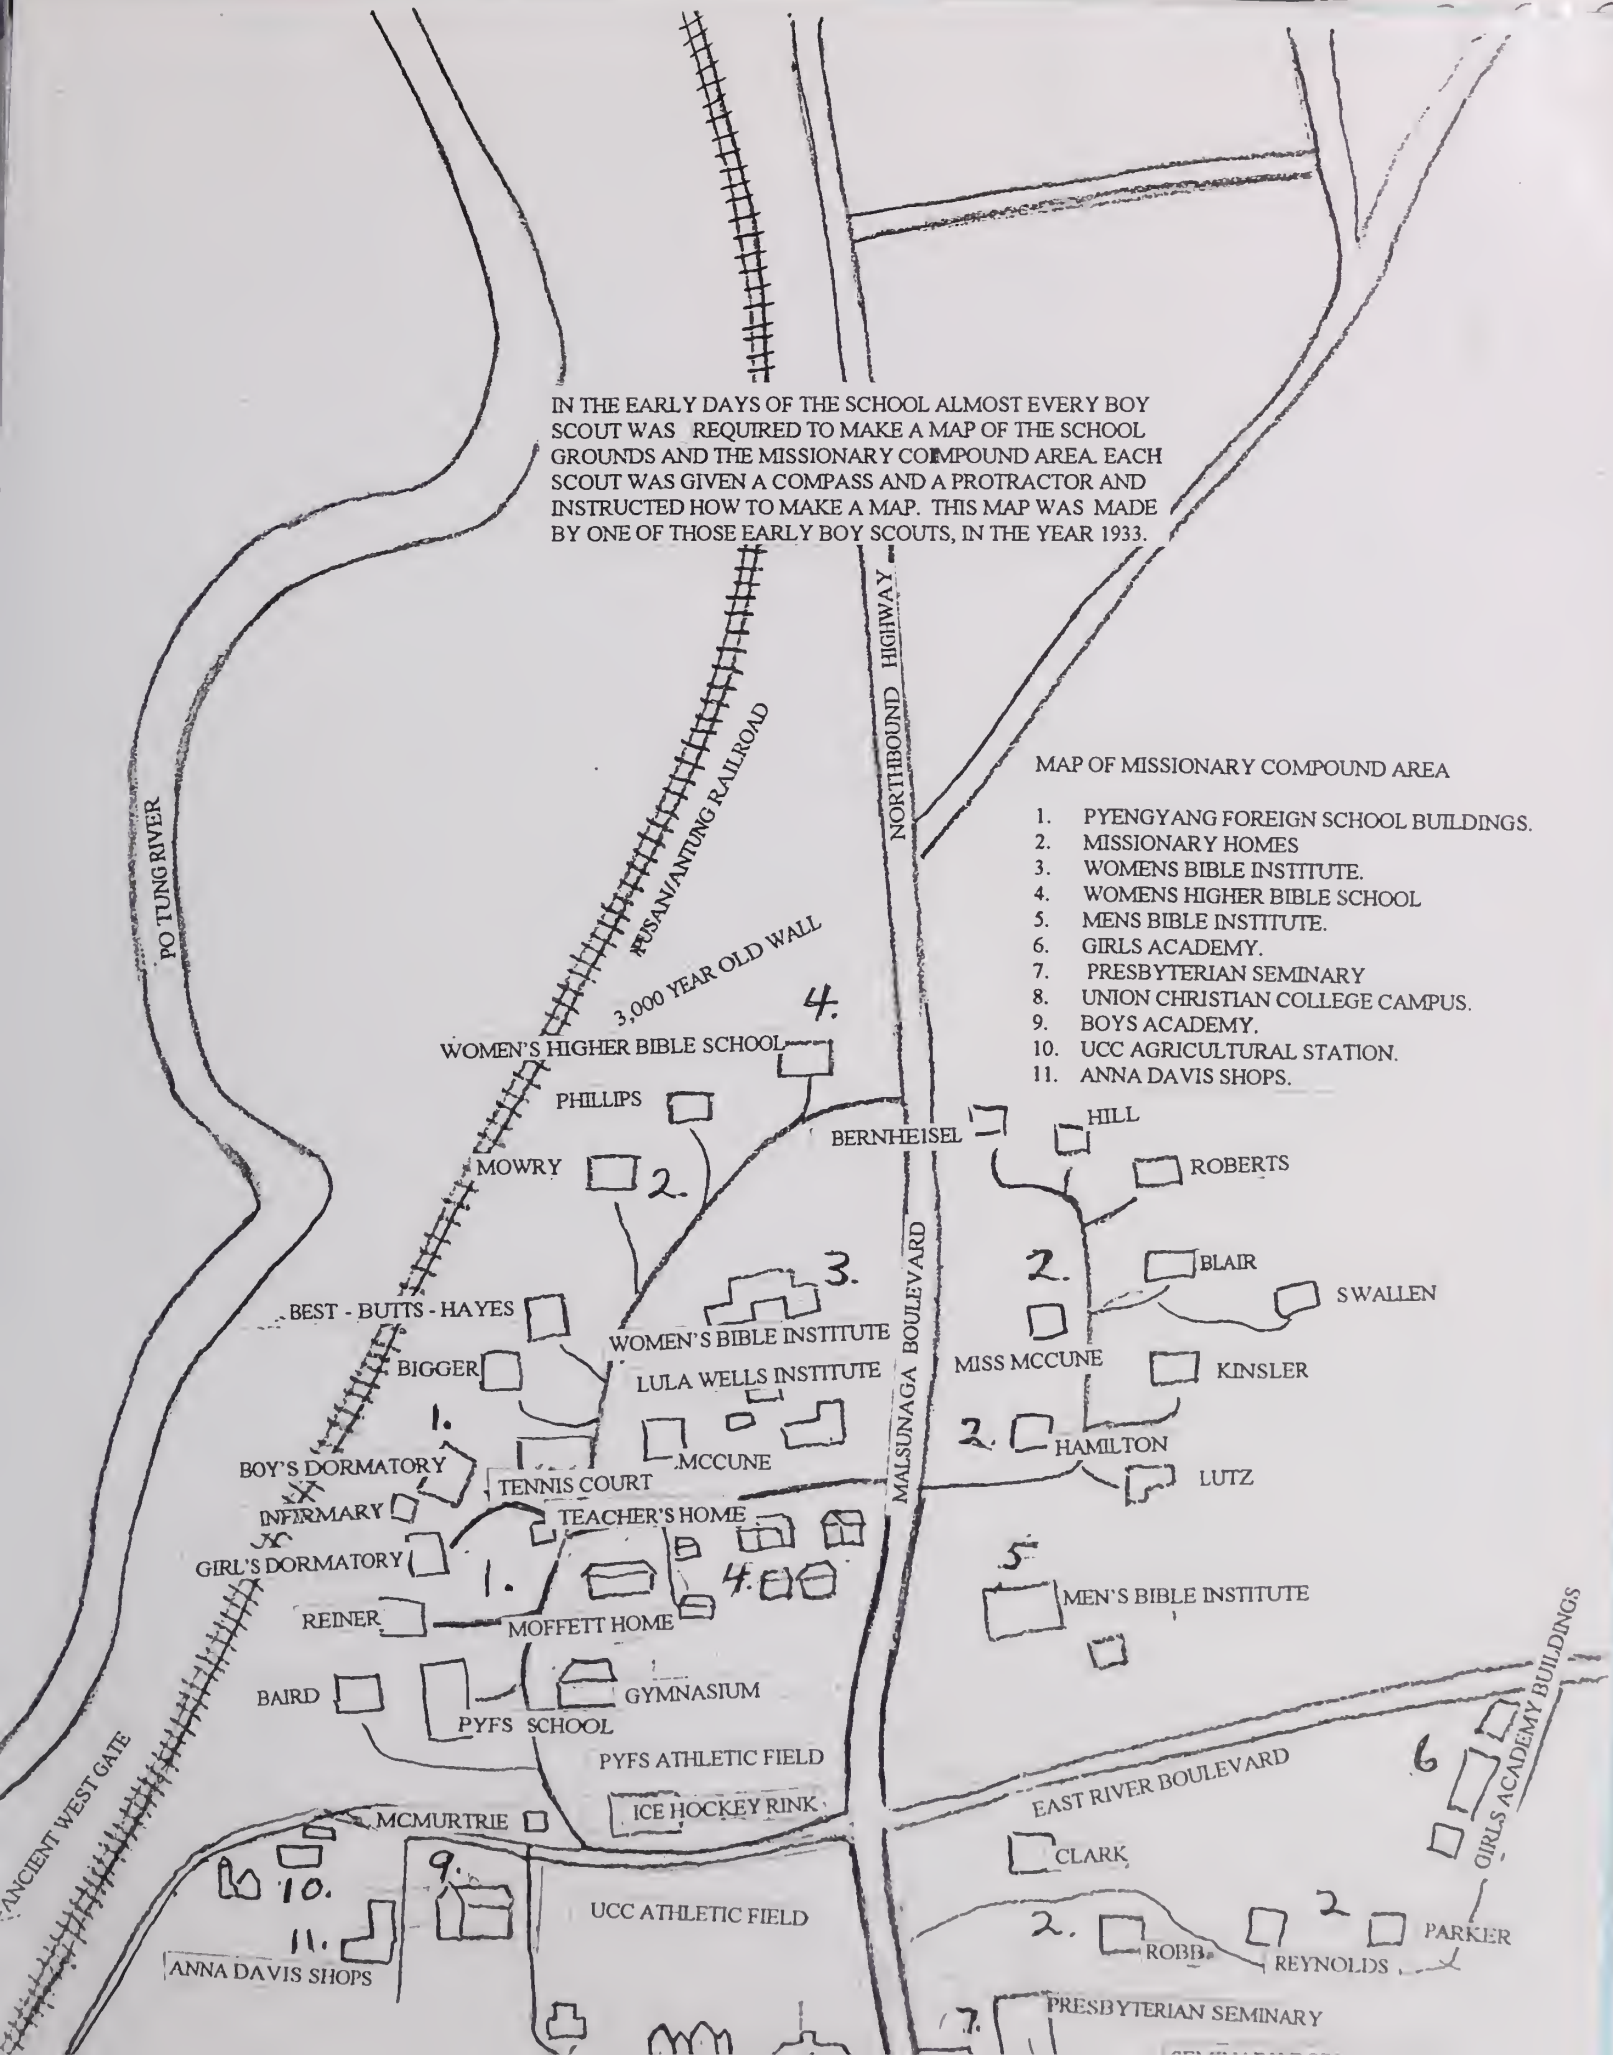 IN THE EARLY DAYS OF THE SCHOOL ALMOST EVERY BOY
SCOUT WAS REQUIRED TO MAKE A MAP OF THE SCHOOL
GROUNDS AND THE MISSIONARY COMPOUND AREA. EACH
SCOUT WAS GIVEN A COMPASS AND A PROTRACTOR AND
INSTRUCTED HOW TO MAKE A MAP. THIS MAP WAS MADE
BY ONE OF THOSE EARLY BOY SCOUTS, IN THE YEAR 1933.
NORTHBOUND HIGHWAY
PUSAN/ANTUNG RAILROAD
PO TUNG RIVER
MAP OF MISSIONARY COMPOUND AREA
1. PYENGYANG FOREIGN SCHOOL BUILDINGS.
2. MISSIONARY HOMES
3. WOMENS BIBLE INSTITUTE.
4. WOMENS HIGHER BIBLE SCHOOL
5. MENS BIBLE INSTITUTE.
6. GIRLS ACADEMY.
7. PRESBYTERIAN SEMINARY
8. UNION CHRISTIAN COLLEGE CAMPUS.
9. BOYS ACADEMY.
10. UCC AGRICULTURAL STATION.
11. ANNA DAVIS SHOPS.
3,000 YEAR OLD WALL
4.
WOMEN'S HIGHER BIBLE SCHOOL
PHILLIPS
BERNHEISEL
HILL
MOWRY
2.
ROBERTS
MALSUNAGA BOULEVARD
3.
2.
BLAIR
SWALLEN
BEST - BUTTS - HAYES
WOMEN'S BIBLE INSTITUTE
MISS MCCUNE
BIGGER
LULA WELLS INSTITUTE
KINSLER
1.
2.
HAMILTON
MCCUNE
BOY'S DORMATORY
TENNIS COURT
LUTZ
INFIRMARY
TEACHER'S HOME
GIRL'S DORMATORY
1.
4.
5
MEN'S BIBLE INSTITUTE
REINER
MOFFETT HOME
BAIRD
GYMNASIUM
PYFS SCHOOL
PYFS ATHLETIC FIELD
EAST RIVER BOULEVARD
6
GIRLS ACADEMY BUILDINGS
ANCIENT WEST GATE
MCMURTRIE
ICE HOCKEY RINK
CLARK
9.
10.
11.
UCC ATHLETIC FIELD
2.
ROBB
2
REYNOLDS
PARKER
ANNA DAVIS SHOPS
7.
PRESBYTERIAN SEMINARY